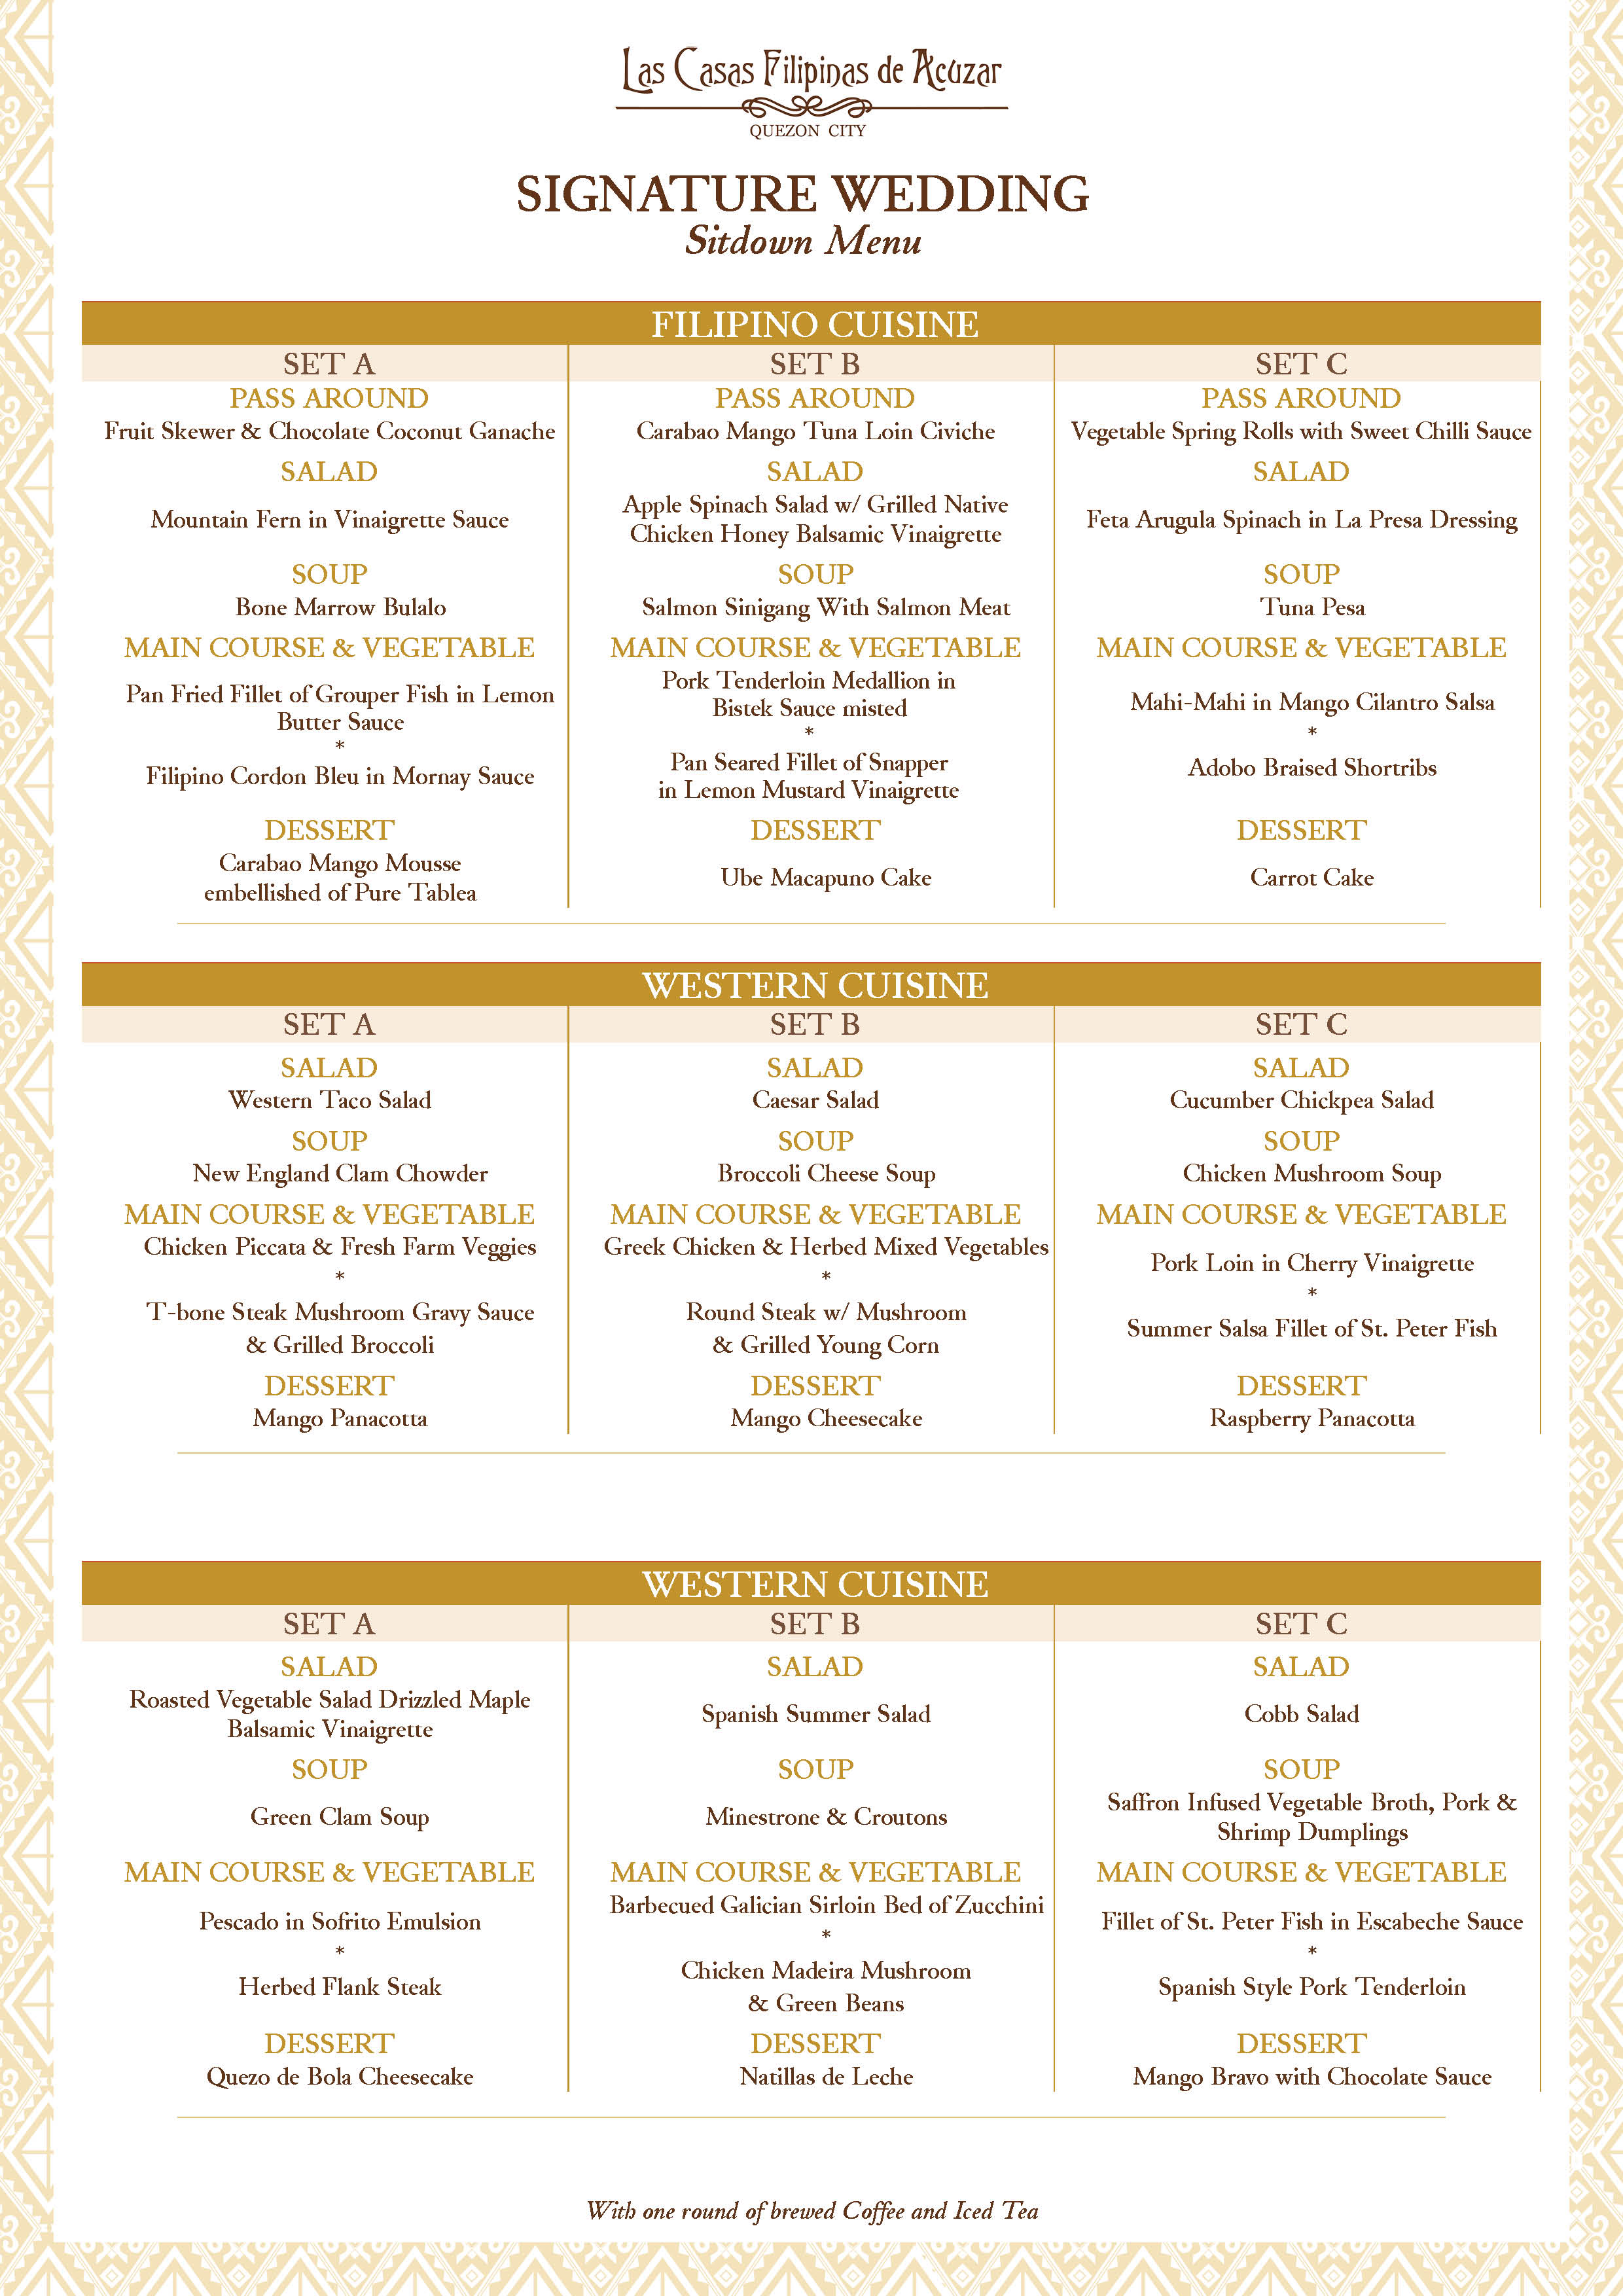 Las Casas Filipinas de Acuzar
QUEZON CITY
SIGNATURE WEDDING
Sitdown Menu
FILIPINO CUISINE
SET A
PASS AROUND
Fruit Skewer & Chocolate Coconut Ganache
SALAD
Mountain Fern in Vinaigrette Sauce
SOUP
Bone Marrow Bulalo
MAIN COURSE & VEGETABLE
Pan Fried Fillet of Grouper Fish in Lemon
Butter Sauce
*
Filipino Cordon Bleu in Mornay Sauce
DESSERT
Carabao Mango Mousse
embellished of Pure Tablea
SET B
PASS AROUND
Carabao Mango Tuna Loin Civiche
SALAD
Apple Spinach Salad w/ Grilled Native
Chicken Honey Balsamic Vinaigrette
SOUP
Salmon Sinigang With Salmon Meat
MAIN COURSE & VEGETABLE
Pork Tenderloin Medallion in
Bistek Sauce misted
*
Pan Seared Fillet of Snapper
in Lemon Mustard Vinaigrette
DESSERT
Ube Macapuno Cake
SET C
PASS AROUND
Vegetable Spring Rolls with Sweet Chilli Sauce
SALAD
Feta Arugula Spinach in La Presa Dressing
SOUP
Tuna Pesa
MAIN COURSE & VEGETABLE
Mahi-Mahi in Mango Cilantro Salsa
*
Adobo Braised Shortribs
DESSERT
Carrot Cake
WESTERN CUISINE
SET A
SALAD
Western Taco Salad
SOUP
New England Clam Chowder
MAIN COURSE & VEGETABLE
Chicken Piccata & Fresh Farm Veggies
*
T-bone Steak Mushroom Gravy Sauce
& Grilled Broccoli
DESSERT
Mango Panacotta
SET B
SALAD
Caesar Salad
SOUP
Broccoli Cheese Soup
MAIN COURSE & VEGETABLE
Greek Chicken & Herbed Mixed Vegetables
*
Round Steak w/ Mushroom
& Grilled Young Corn
DESSERT
Mango Cheesecake
SET C
SALAD
Cucumber Chickpea Salad
SOUP
Chicken Mushroom Soup
MAIN COURSE & VEGETABLE
Pork Loin in Cherry Vinaigrette
*
Summer Salsa Fillet of St. Peter Fish
DESSERT
Raspberry Panacotta
WESTERN CUISINE
SET A
SALAD
Roasted Vegetable Salad Drizzled Maple
Balsamic Vinaigrette
SOUP
Green Clam Soup
MAIN COURSE & VEGETABLE
Pescado in Sofrito Emulsion
*
Herbed Flank Steak
DESSERT
Quezo de Bola Cheesecake
SET B
SALAD
Spanish Summer Salad
SOUP
Minestrone & Croutons
MAIN COURSE & VEGETABLE
Barbecued Galician Sirloin Bed of Zucchini
*
Chicken Madeira Mushroom
& Green Beans
DESSERT
Natillas de Leche
SET C
SALAD
Cobb Salad
SOUP
Saffron Infused Vegetable Broth, Pork &
Shrimp Dumplings
MAIN COURSE & VEGETABLE
Fillet of St. Peter Fish in Escabeche Sauce
*
Spanish Style Pork Tenderloin
DESSERT
Mango Bravo with Chocolate Sauce
With one round of brewed Coffee and Iced Tea